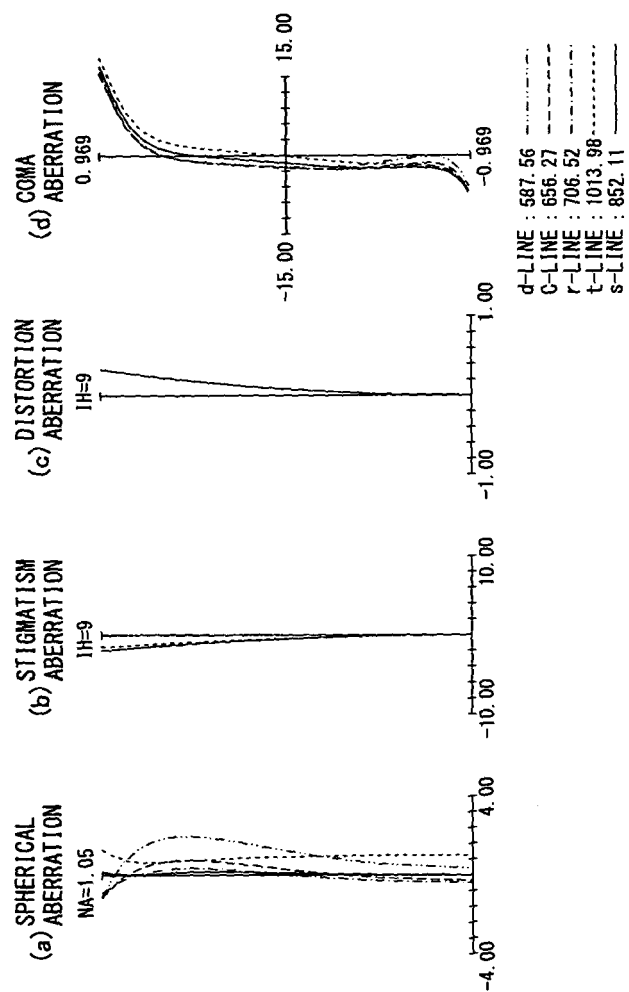 (a) SPHERICAL
ABERRATION
NA=1.05
-4.00
4.00
(b) STIGMATISM
ABERRATION
IH=9
-10.00
10.00
(c) DISTORTION
ABERRATION
IH=9
-1.00
1.00
(d) COMA
ABERRATION
0.969
-15.00
15.00
-0.969
d-LINE : 587.56
C-LINE : 656.27
r-LINE : 706.52
t-LINE : 1013.98
s-LINE : 852.11